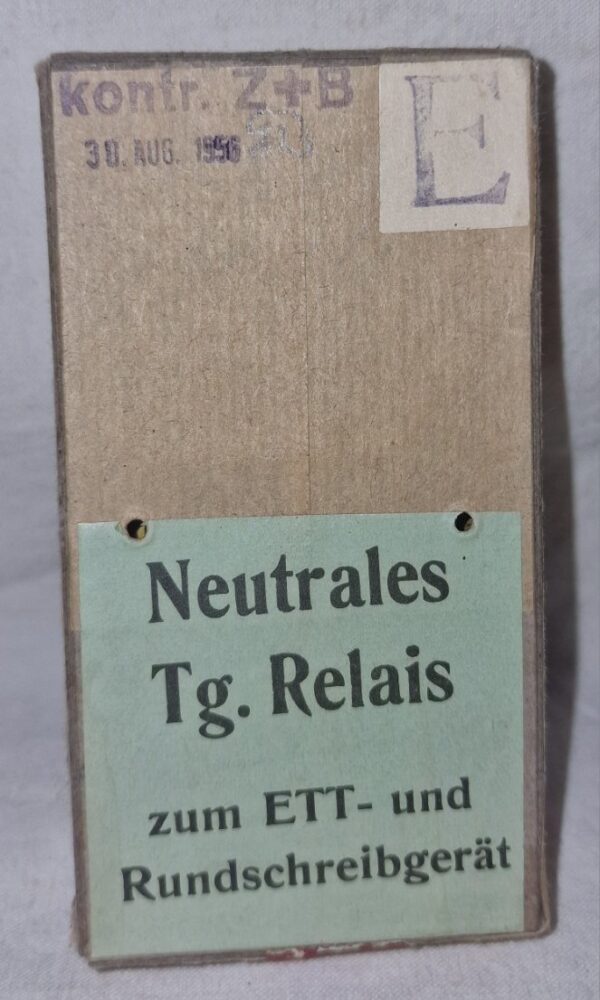 kontr. Z+B
30. AUG. 1956
E
Neutrales
Tg. Relais
zum ETT- und
Rundschreibgerät